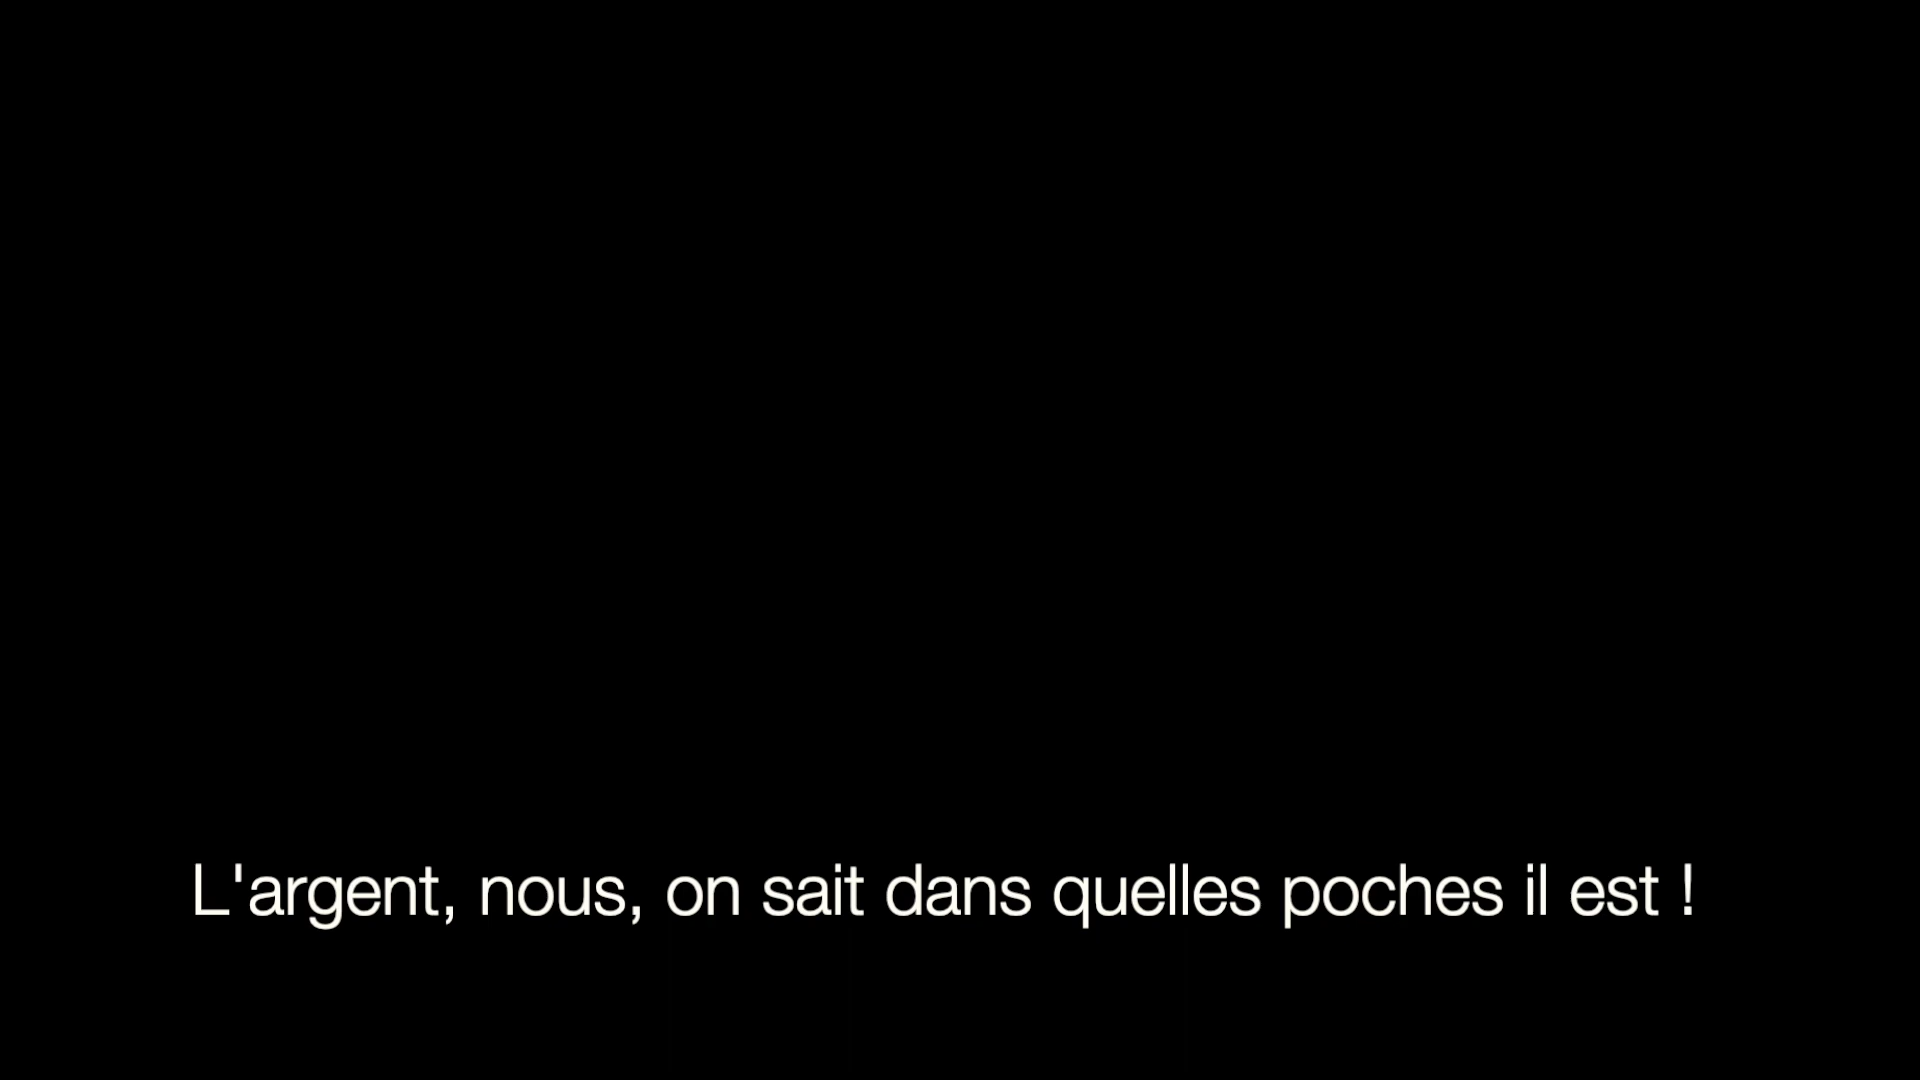 L'argent, nous, on sait dans quelles poches il est !